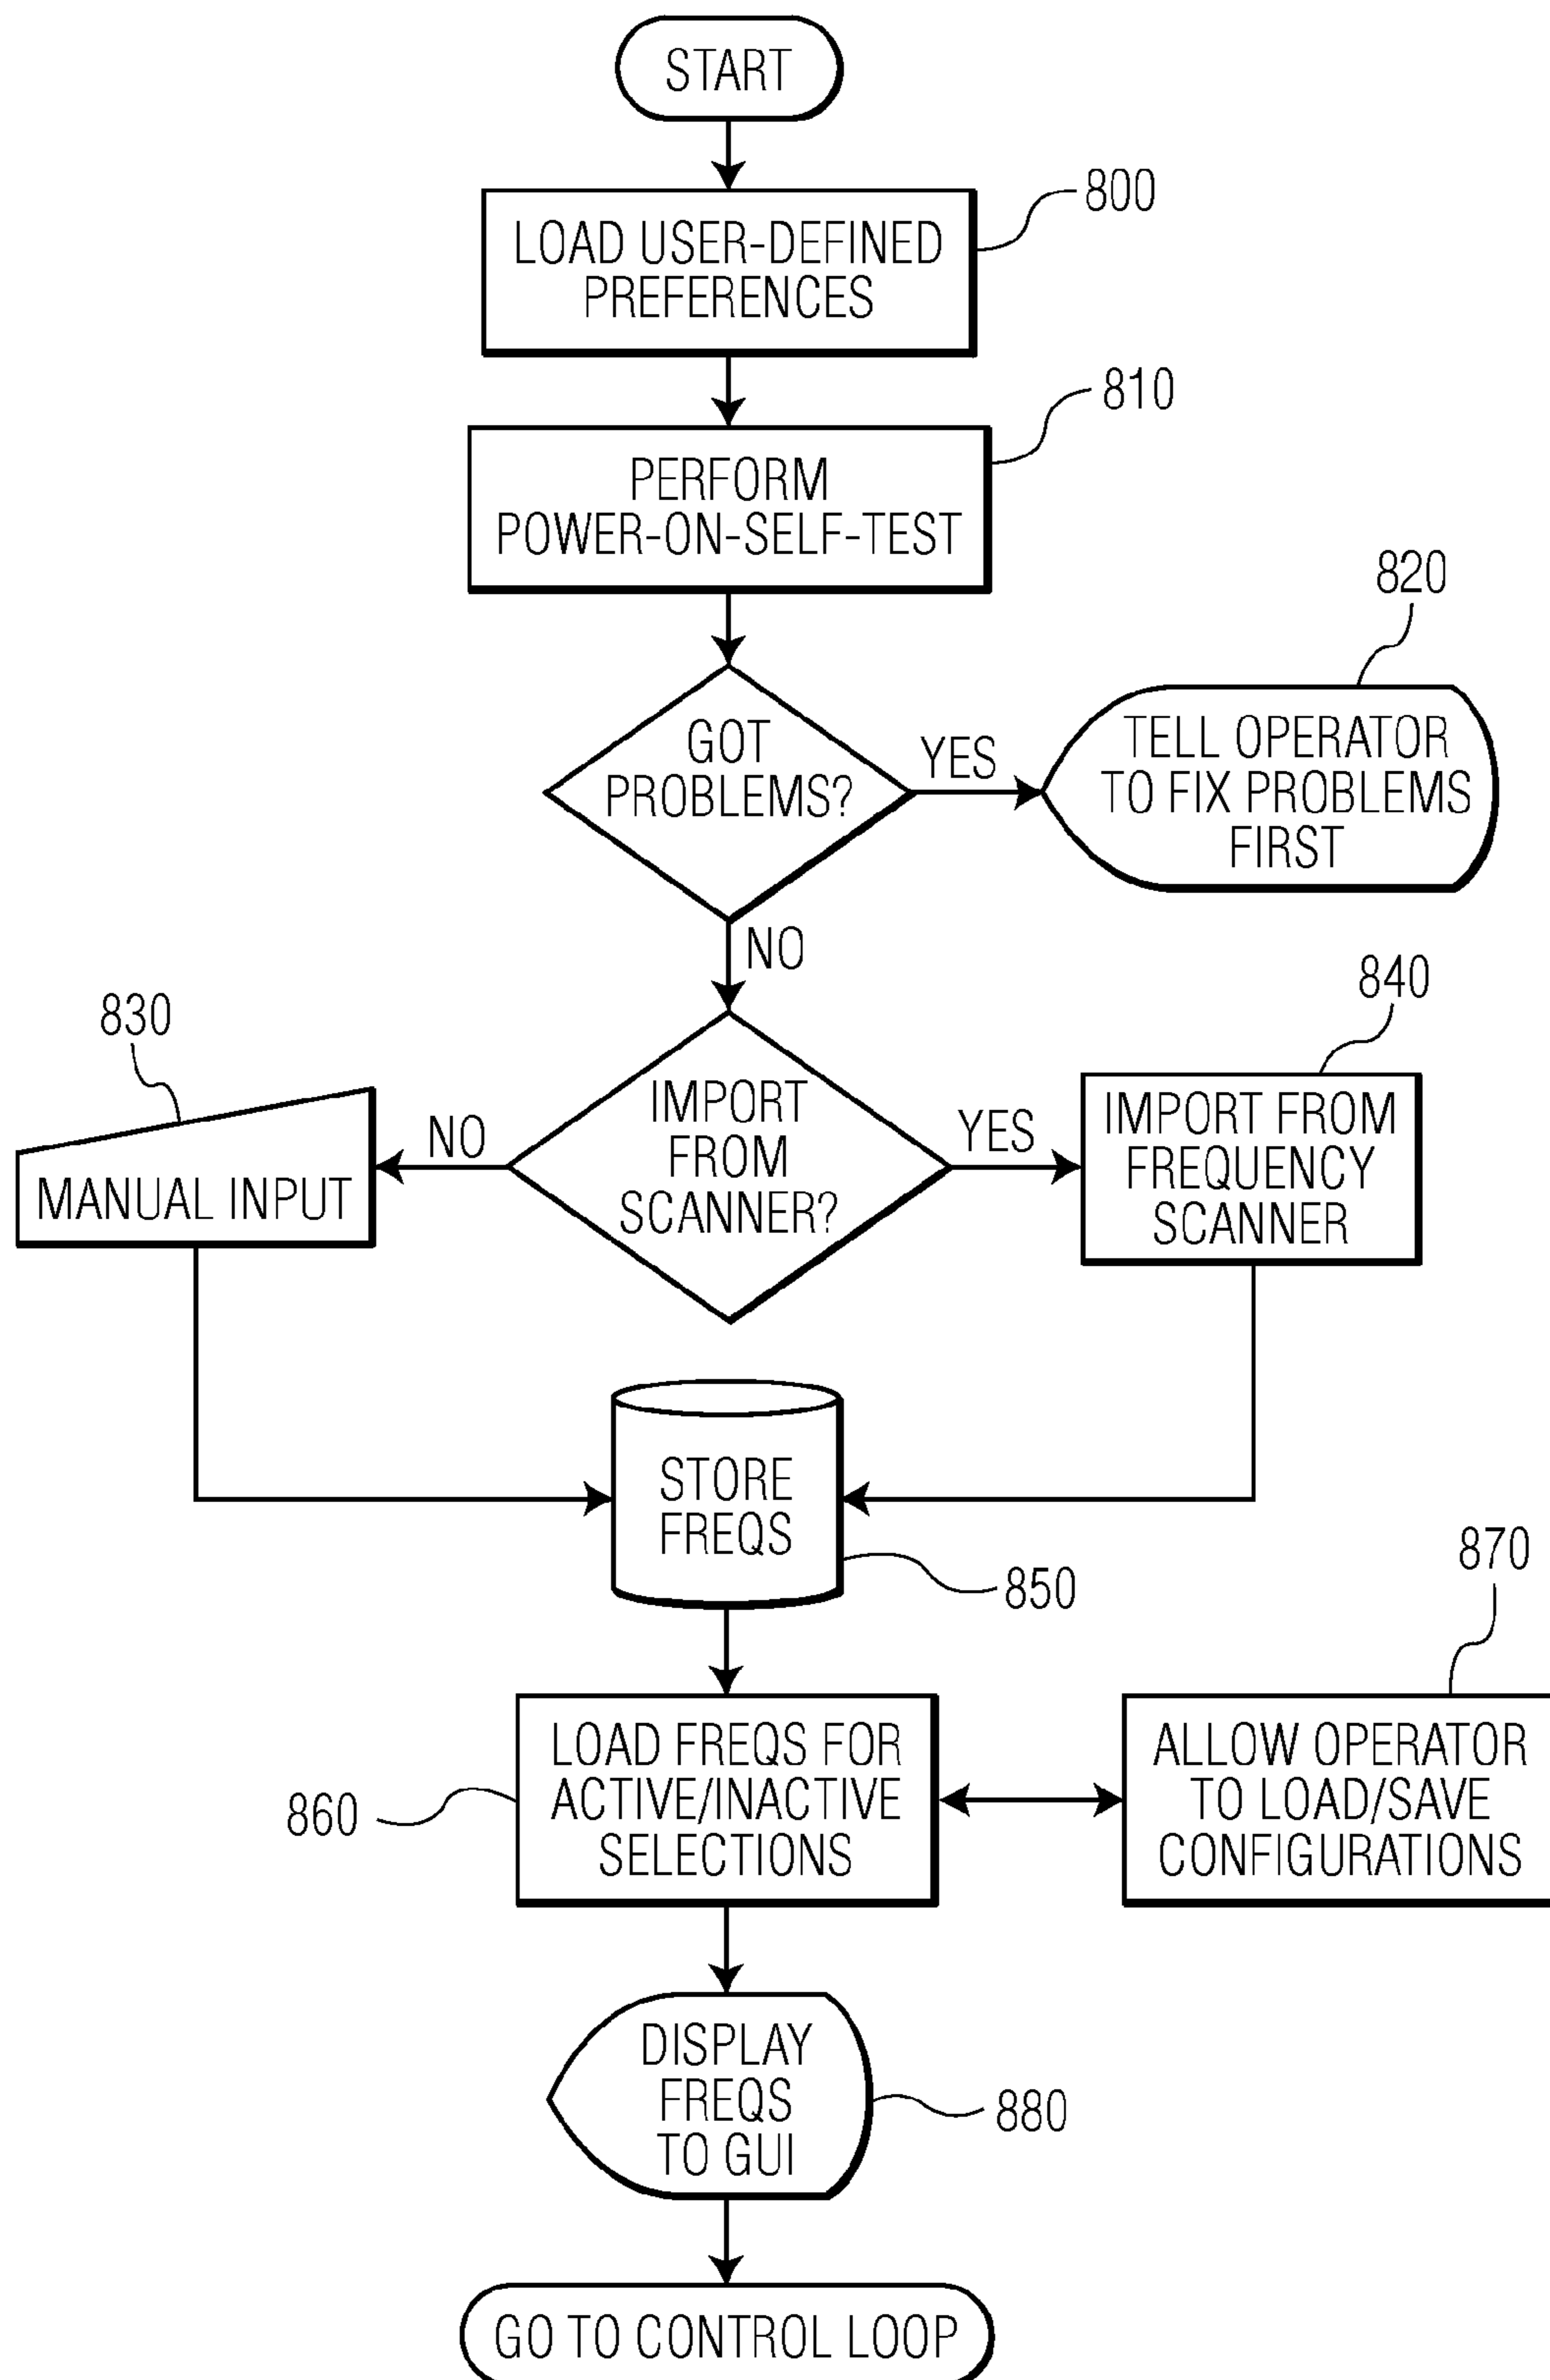 START
800
LOAD USER-DEFINED
PREFERENCES
810
PERFORM
POWER-ON-SELF-TEST
820
GOT
PROBLEMS?
YES
TELL OPERATOR
TO FIX PROBLEMS
FIRST
NO
840
830
IMPORT
FROM
SCANNER?
NO
YES
MANUAL INPUT
IMPORT FROM
FREQUENCY
SCANNER
STORE
FREQS
850
870
LOAD FREQS FOR
ACTIVE/INACTIVE
SELECTIONS
860
ALLOW OPERATOR
TO LOAD/SAVE
CONFIGURATIONS
DISPLAY
FREQS
TO GUI
880
GO TO CONTROL LOOP